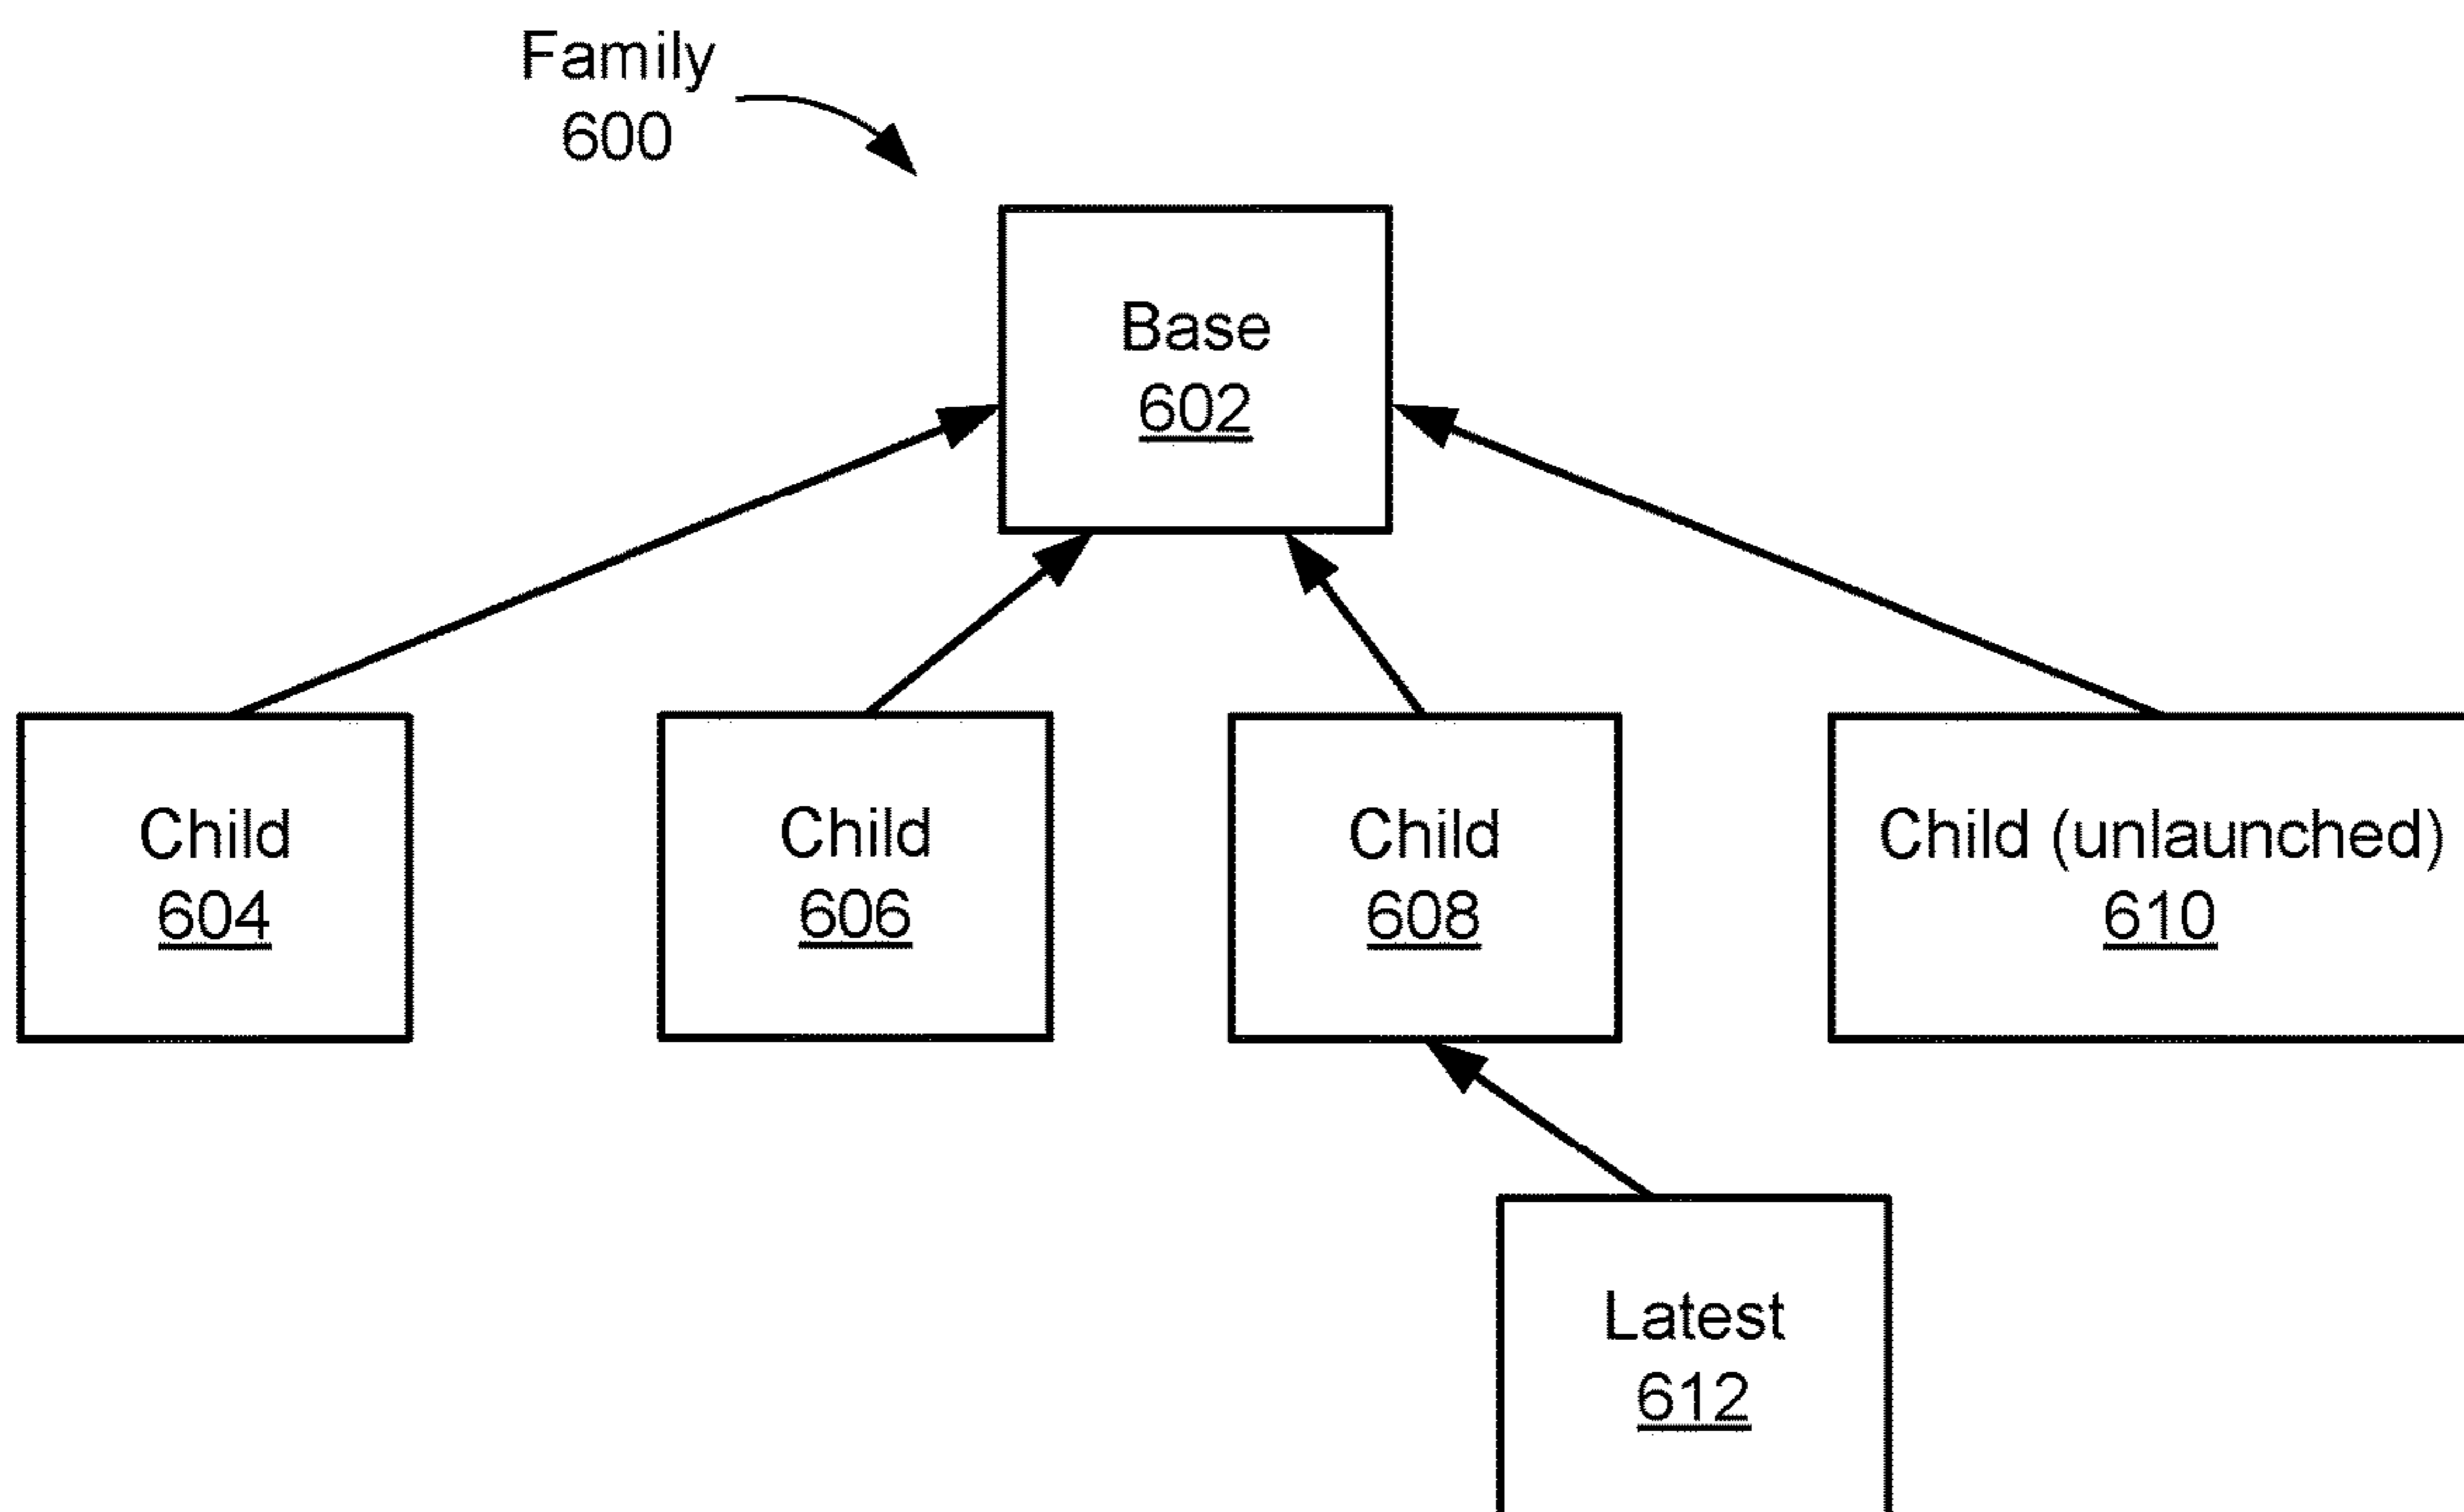 Family
600
Base
602
Child
604
Child
606
Child
608
Child (unlaunched)
610
Latest
612